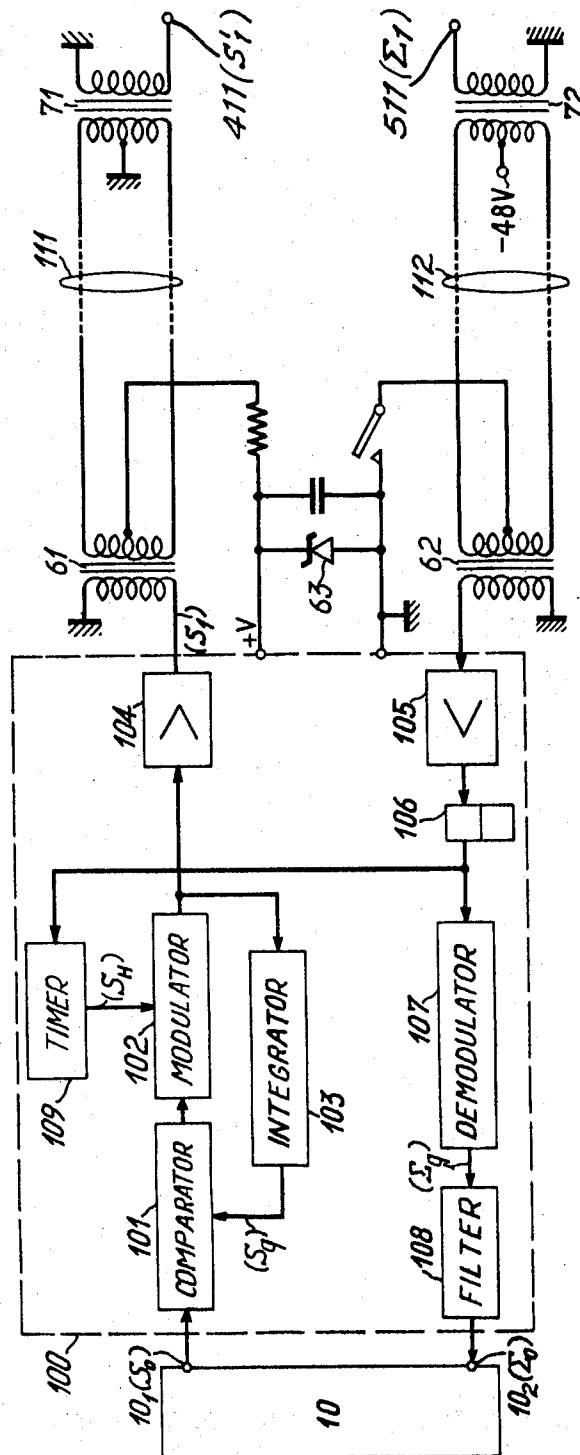 71
411(S'1)
111
61
(S'1)
+V
63
104
>
109
TIMER
(SH)
102
MODULATOR
103
INTEGRATOR
101
COMPARATOR
(Sq)
100
101(S0)
10
102(Σ0)
108
FILTER
(Σq)
107
DEMODULATOR
106
105
<
62
112
-48V
72
511(Σ1)